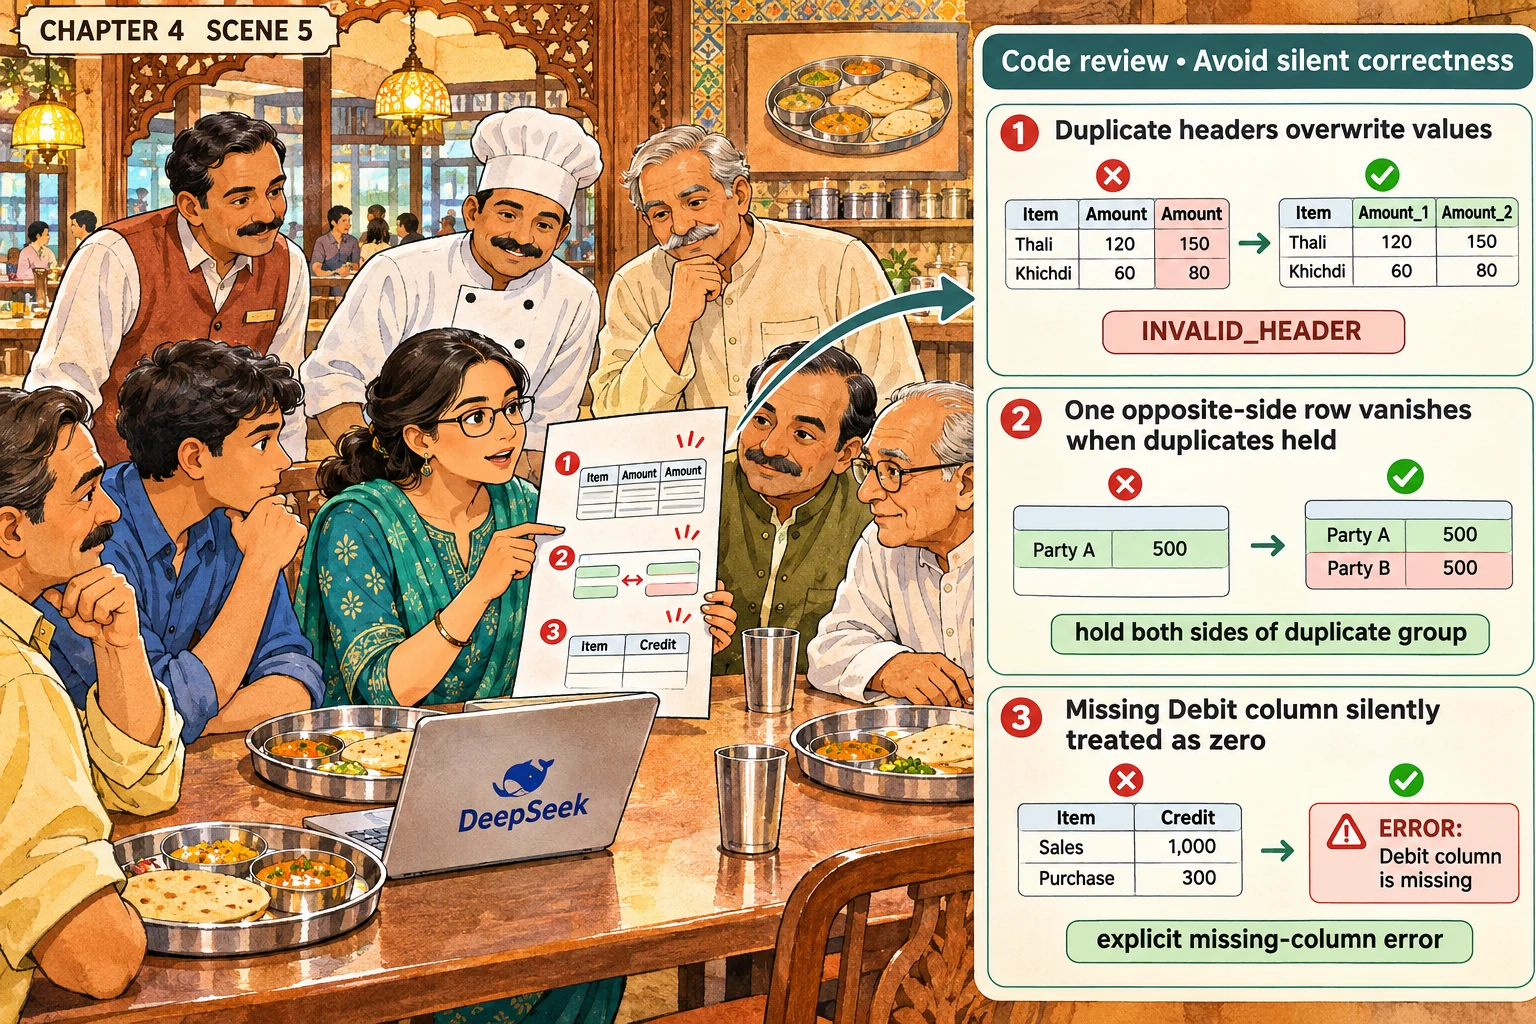 CHAPTER 4 SCENE 5
1
Item Amount Amount
2
3
Item Credit
DeepSeek
Code review • Avoid silent correctness
1 Duplicate headers overwrite values
Item Amount Amount
Thali 120 150
Khichdi 60 80
Item Amount_1 Amount_2
Thali 120 150
Khichdi 60 80
INVALID_HEADER
2 One opposite-side row vanishes
when duplicates held
Party A 500
Party A 500
Party B 500
hold both sides of duplicate group
3 Missing Debit column silently
treated as zero
Item Credit
Sales 1,000
Purchase 300
ERROR:
Debit column
is missing
explicit missing-column error